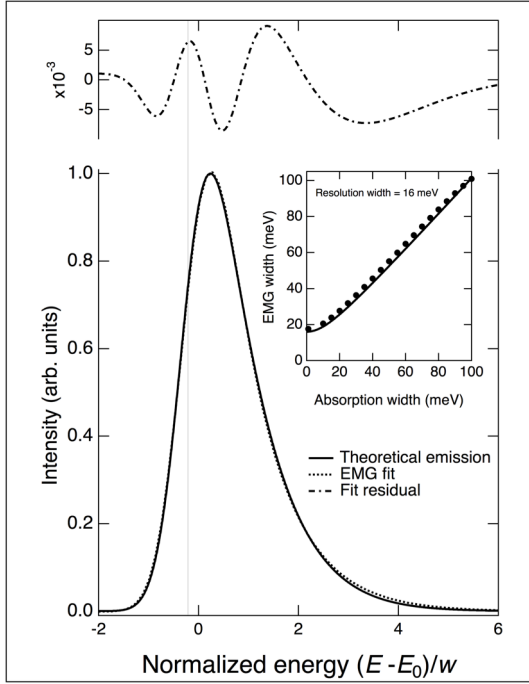 x10⁻³
5
0
-5
Intensity (arb. units)
1.0
0.8
0.6
0.4
0.2
0.0
EMG width (meV)
100
80
60
40
20
0
Resolution width = 16 meV
0 20 40 60 80 100
Absorption width (meV)
Theoretical emission
EMG fit
Fit residual
-2 0 2 4 6
Normalized energy (E -E₀)/w